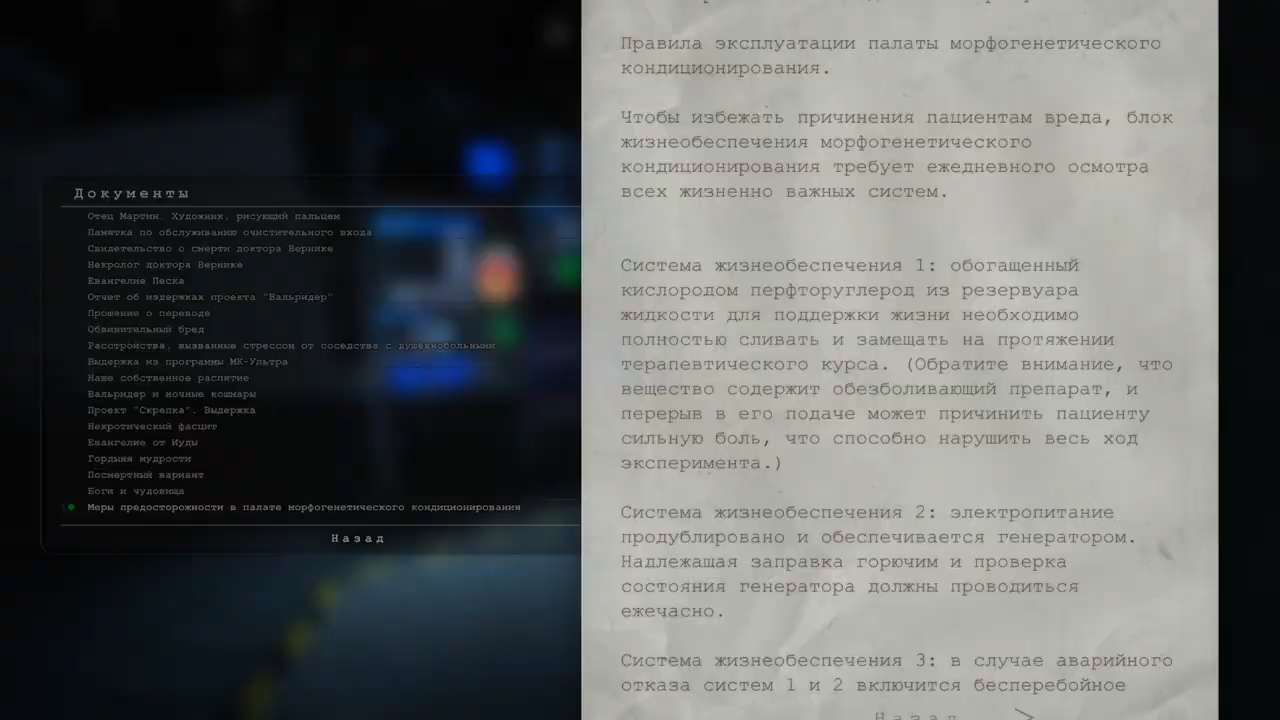 Документы
Отец Мартин. Художник, рисующий пальцем
Памятка по обслуживанию очистительного входа
Свидетельство о смерти доктора Вернике
Некролог доктора Вернике
Евангелие Песка
Отчет об издержках проекта "Вальридер"
Прошение о переводе
Обвинительный бред
Расстройства, вызванные стрессом от соседства с душевнобольными
Выдержка из программы МК-Ультра
Наше собственное распятие
Вальридер и ночные кошмары
Проект "Скрепка". Выдержка
Некротический фасцит
Евангелие от Иуды
Гордыня мудрости
Посмертный вариант
Боги и чудовища
Меры предосторожности в палате морфогенетического кондиционирования
Назад
Правила эксплуатации палаты морфогенетического
кондиционирования.
Чтобы избежать причинения пациентам вреда, блок
жизнеобеспечения морфогенетического
кондиционирования требует ежедневного осмотра
всех жизненно важных систем.
Система жизнеобеспечения 1: обогащенный
кислородом перфторуглерод из резервуара
жидкости для поддержки жизни необходимо
полностью сливать и замещать на протяжении
терапевтического курса. (Обратите внимание, что
вещество содержит обезболивающий препарат, и
перерыв в его подаче может причинить пациенту
сильную боль, что способно нарушить весь ход
эксперимента.)
Система жизнеобеспечения 2: электропитание
продублировано и обеспечивается генератором.
Надлежащая заправка горючим и проверка
состояния генератора должны проводиться
ежечасно.
Система жизнеобеспечения 3: в случае аварийного
отказа систем 1 и 2 включится бесперебойное
Назад >